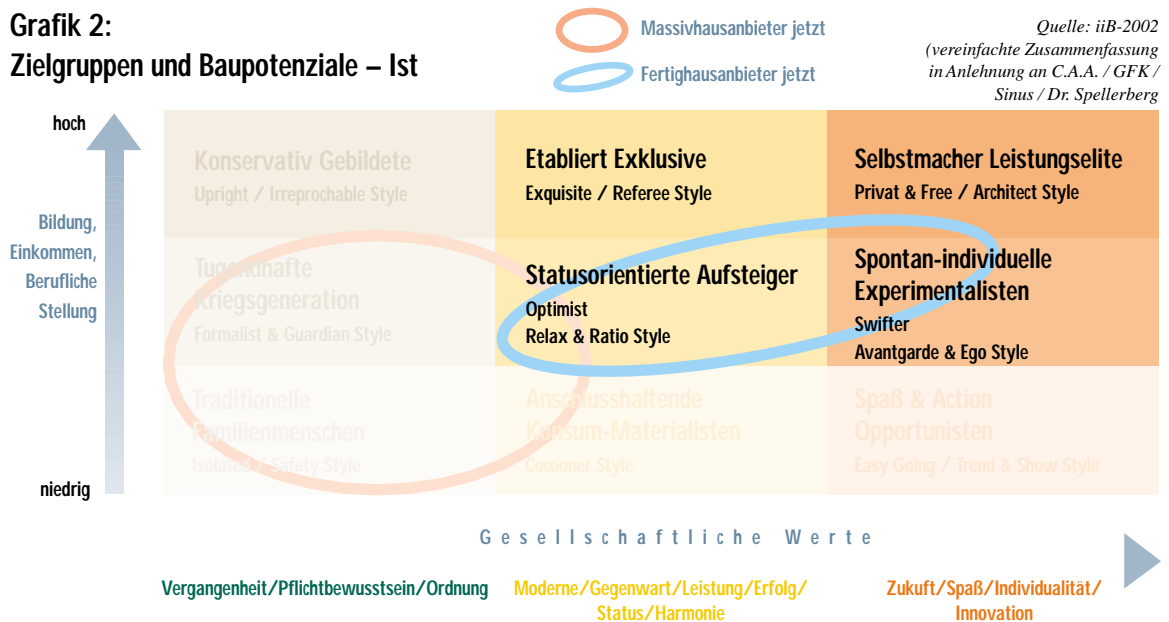 Grafik 2:
Zielgruppen und Baupotenziale – Ist
Massivhausanbieter jetzt
Fertighausanbieter jetzt
Quelle: iiB-2002
(vereinfachte Zusammenfassung
in Anlehnung an C.A.A. / GFK /
Sinus / Dr. Spellerberg
hoch
Bildung,
Einkommen,
Berufliche
Stellung
niedrig
Konservativ Gebildete
Upright / Irreprochable Style
Etabliert Exklusive
Exquisite / Referee Style
Selbstmacher Leistungselite
Privat & Free / Architect Style
Tugendhafte
Kriegsgeneration
Formalist & Guardian Style
Statusorientierte Aufsteiger
Optimist
Relax & Ratio Style
Spontan-individuelle
Experimentalisten
Swifter
Avantgarde & Ego Style
Traditionelle
Familienmenschen
Isolated / Safety Style
Anschlusshaltende
Konsum-Materialisten
Cocooner Style
Spaß & Action
Opportunisten
Easy Going / Trend & Show Style
Gesellschaftliche Werte
Vergangenheit/Pflichtbewusstsein/Ordnung
Moderne/Gegenwart/Leistung/Erfolg/
Status/Harmonie
Zukuft/Spaß/Individualität/
Innovation